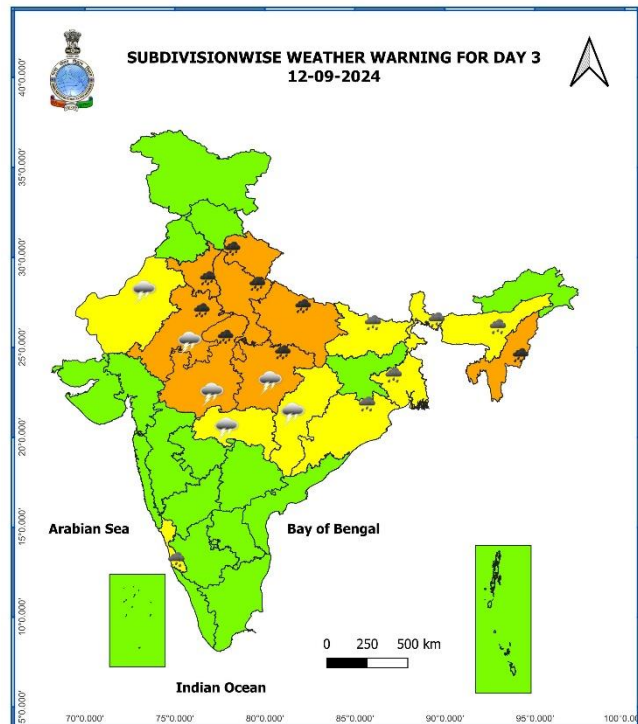 SUBDIVISIONWISE WEATHER WARNING FOR DAY 3
12-09-2024
40°0.000'
35°0.000'
30°0.000'
25°0.000'
20°0.000'
15°0.000'
10°0.000'
5°0.000'
Arabian Sea
Bay of Bengal
0 250 500 km
Indian Ocean
70°0.000' 75°0.000' 80°0.000' 85°0.000' 90°0.000' 95°0.000'